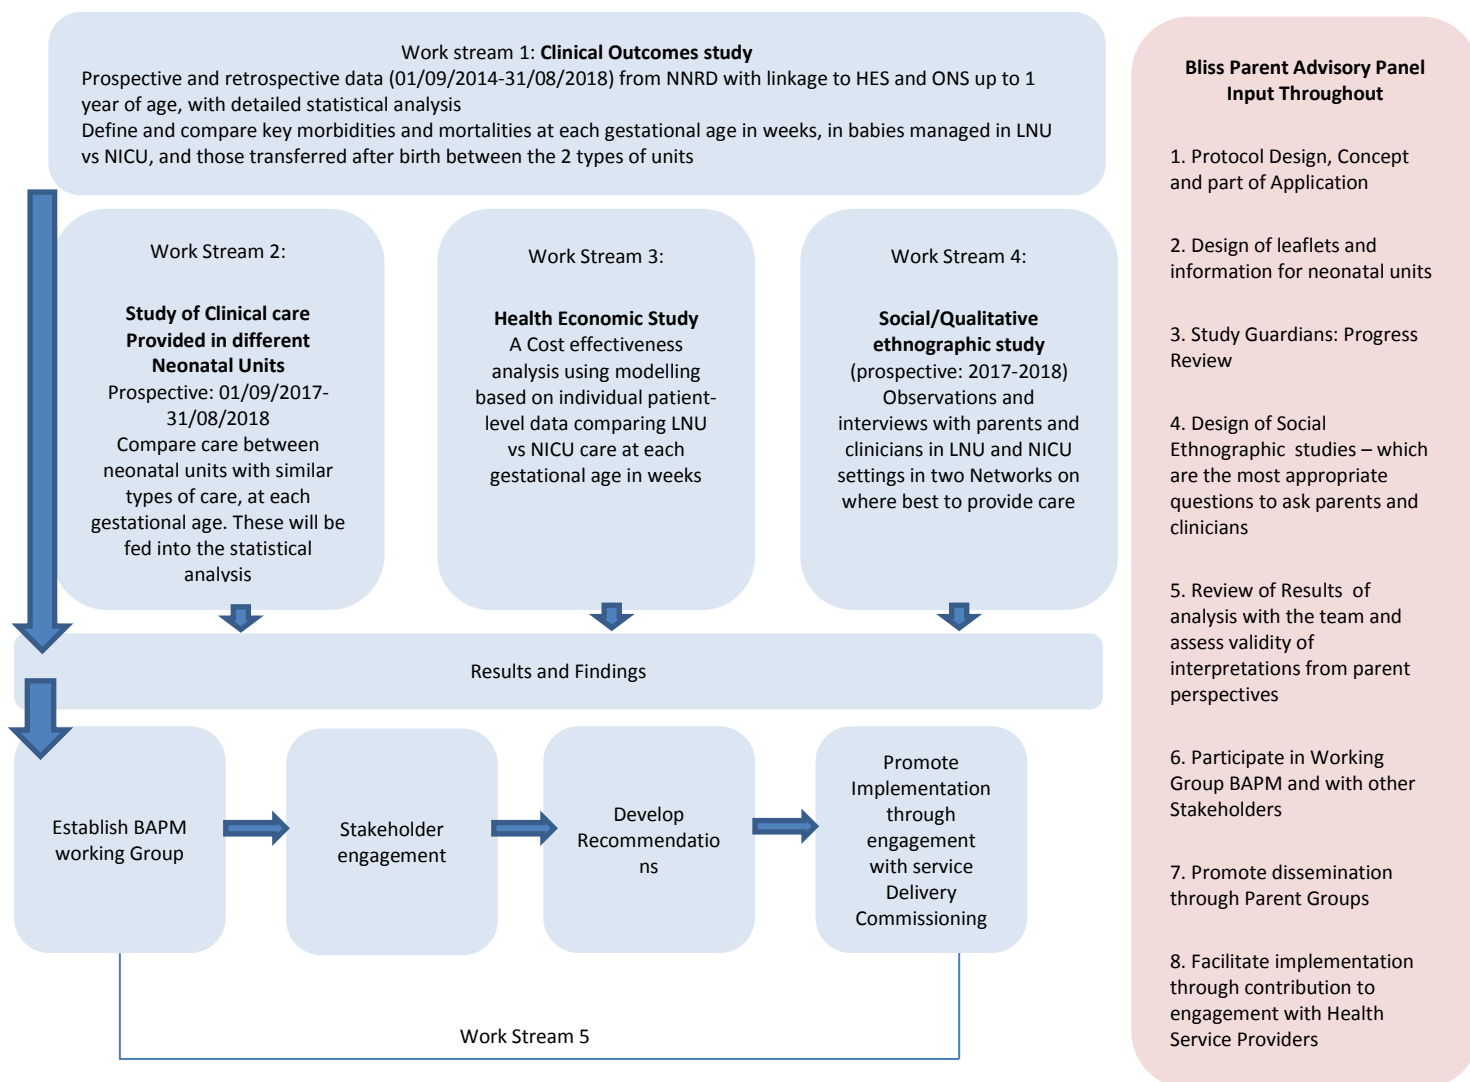 Work stream 1: Clinical Outcomes study
Prospective and retrospective data (01/09/2014-31/08/2018) from NNRD with linkage to HES and ONS up to 1
year of age, with detailed statistical analysis
Define and compare key morbidities and mortalities at each gestational age in weeks, in babies managed in LNU
vs NICU, and those transferred after birth between the 2 types of units
Work Stream 2:
Study of Clinical care
Provided in different
Neonatal Units
Prospective: 01/09/2017-
31/08/2018
Compare care between
neonatal units with similar
types of care, at each
gestational age. These will be
fed into the statistical
analysis
Work Stream 3:
Health Economic Study
A Cost effectiveness
analysis using modelling
based on individual patient-
level data comparing LNU
vs NICU care at each
gestational age in weeks
Work Stream 4:
Social/Qualitative
ethnographic study
(prospective: 2017-2018)
Observations and
interviews with parents and
clinicians in LNU and NICU
settings in two Networks on
where best to provide care
Results and Findings
Establish BAPM
working Group
Stakeholder
engagement
Develop
Recommendatio
ns
Promote
Implementation
through
engagement
with service
Delivery
Commissioning
Work Stream 5
Bliss Parent Advisory Panel
Input Throughout
1. Protocol Design, Concept
and part of Application
2. Design of leaflets and
information for neonatal units
3. Study Guardians: Progress
Review
4. Design of Social
Ethnographic studies – which
are the most appropriate
questions to ask parents and
clinicians
5. Review of Results of
analysis with the team and
assess validity of
interpretations from parent
perspectives
6. Participate in Working
Group BAPM and with other
Stakeholders
7. Promote dissemination
through Parent Groups
8. Facilitate implementation
through contribution to
engagement with Health
Service Providers